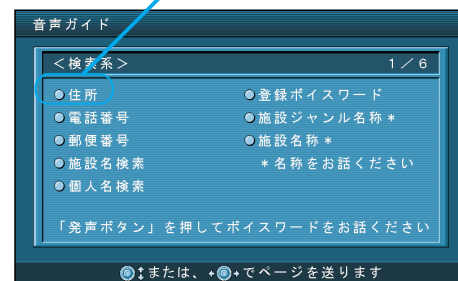 音声ガイド
＜検索系＞ 1／6
住所 登録ボイスワード
電話番号 施設ジャンル名称＊
郵便番号 施設名称＊
施設名検索 ＊名称をお話ください
個人名検索
「発声ボタン」を押してボイスワードをお話ください
または、でページを送ります